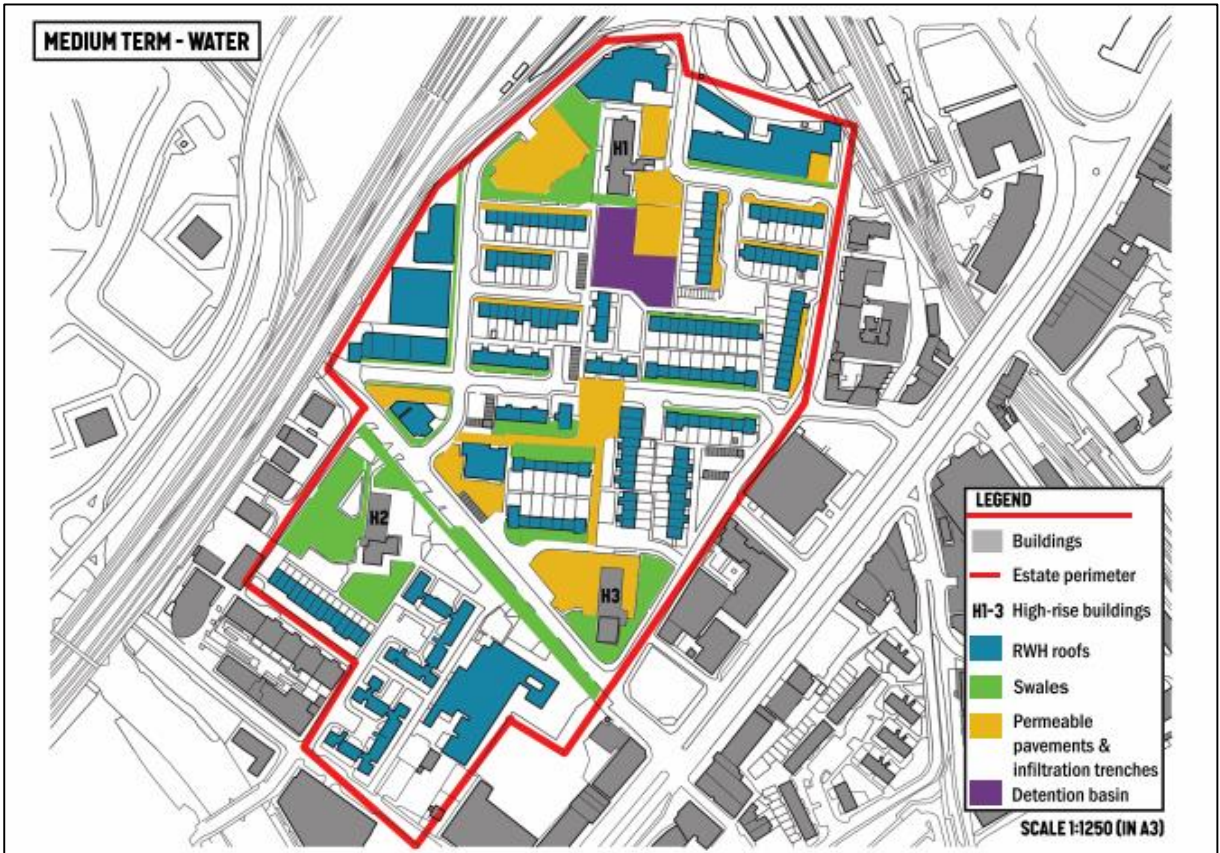 MEDIUM TERM - WATER
H1
H2
H3
LEGEND
Buildings
Estate perimeter
H1-3 High-rise buildings
RWH roofs
Swales
Permeable
pavements &
infiltration trenches
Detention basin
SCALE 1:1250 (IN A3)